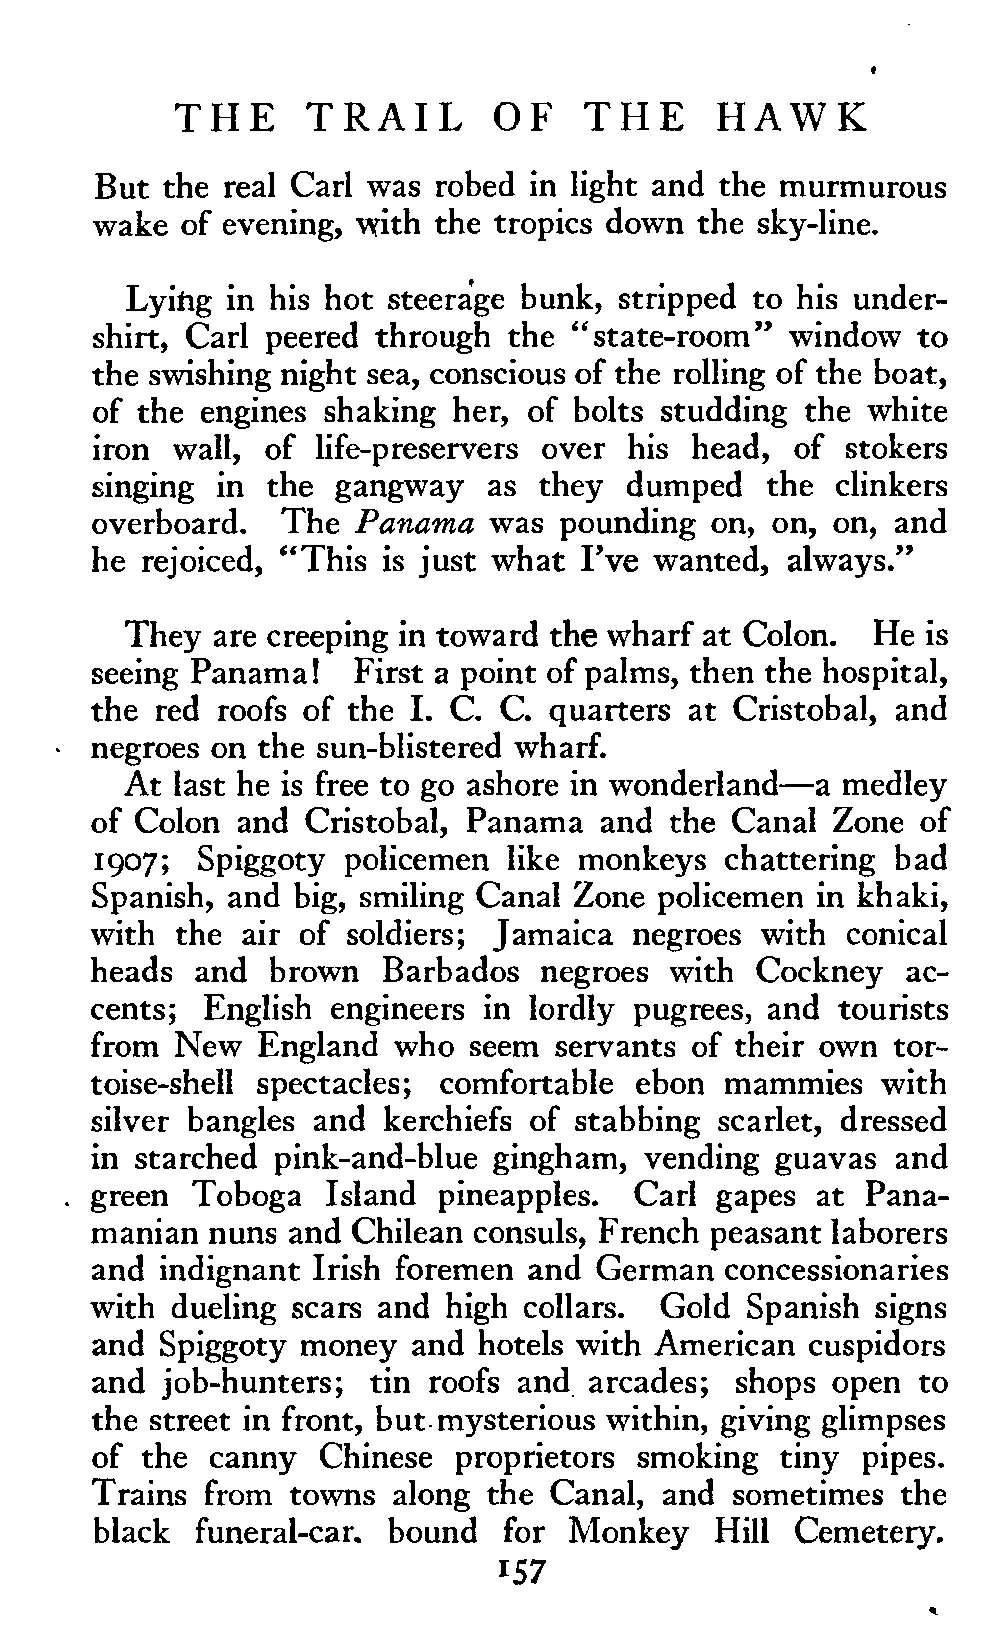 THE TRAIL OF THE HAWK
But the real Carl was robed in light and the murmurous
wake of evening, with the tropics down the sky-line.
Lying in his hot steerage bunk, stripped to his under-
shirt, Carl peered through the "state-room" window to
the swishing night sea, conscious of the rolling of the boat,
of the engines shaking her, of bolts studding the white
iron wall, of life-preservers over his head, of stokers
singing in the gangway as they dumped the clinkers
overboard. The Panama was pounding on, on, on, and
he rejoiced, "This is just what I've wanted, always."
They are creeping in toward the wharf at Colon. He is
seeing Panama! First a point of palms, then the hospital,
the red roofs of the I. C. C. quarters at Cristobal, and
negroes on the sun-blistered wharf.
At last he is free to go ashore in wonderland—a medley
of Colon and Cristobal, Panama and the Canal Zone of
1907; Spiggoty policemen like monkeys chattering bad
Spanish, and big, smiling Canal Zone policemen in khaki,
with the air of soldiers; Jamaica negroes with conical
heads and brown Barbados negroes with Cockney ac-
cents; English engineers in lordly pugrees, and tourists
from New England who seem servants of their own tor-
toise-shell spectacles; comfortable ebon mammies with
silver bangles and kerchiefs of stabbing scarlet, dressed
in starched pink-and-blue gingham, vending guavas and
green Toboga Island pineapples. Carl gapes at Pana-
manian nuns and Chilean consuls, French peasant laborers
and indignant Irish foremen and German concessionaries
with dueling scars and high collars. Gold Spanish signs
and Spiggoty money and hotels with American cuspidors
and job-hunters; tin roofs and arcades; shops open to
the street in front, but mysterious within, giving glimpses
of the canny Chinese proprietors smoking tiny pipes.
Trains from towns along the Canal, and sometimes the
black funeral-car. bound for Monkey Hill Cemetery.
157